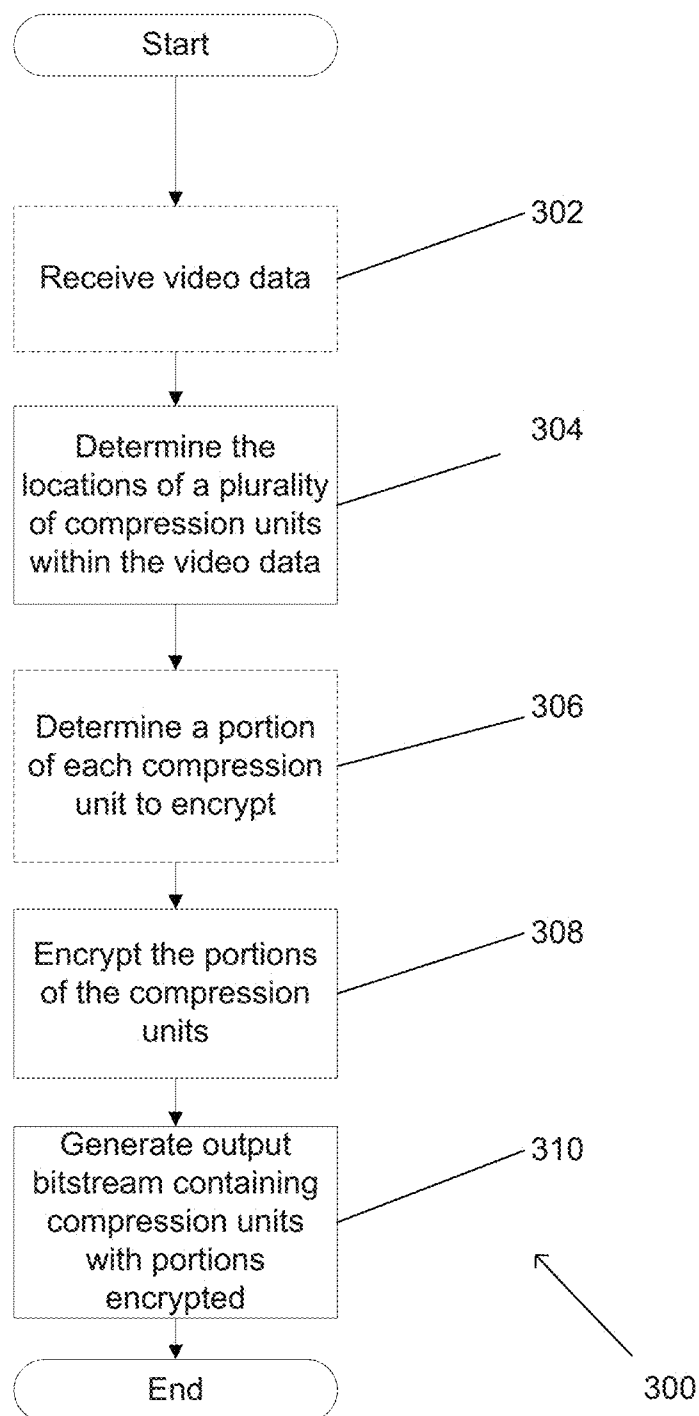 Start
302
Receive video data
304
Determine the
locations of a plurality
of compression units
within the video data
306
Determine a portion
of each compression
unit to encrypt
308
Encrypt the portions
of the compression
units
310
Generate output
bitstream containing
compression units
with portions
encrypted
End
300